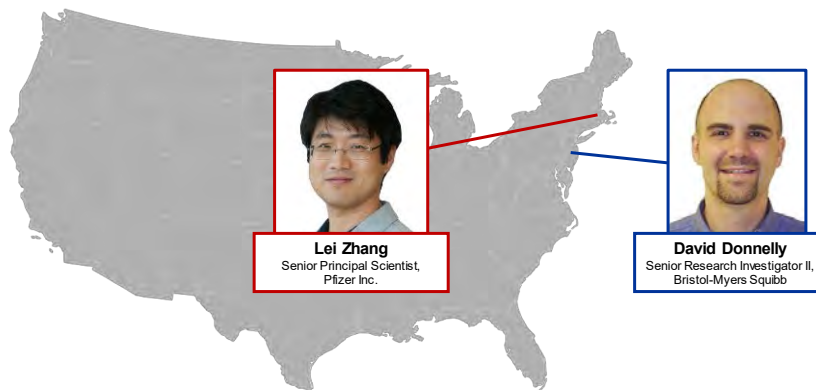 Lei Zhang
Senior Principal Scientist,
Pfizer Inc.
David Donnelly
Senior Research Investigator II,
Bristol-Myers Squibb